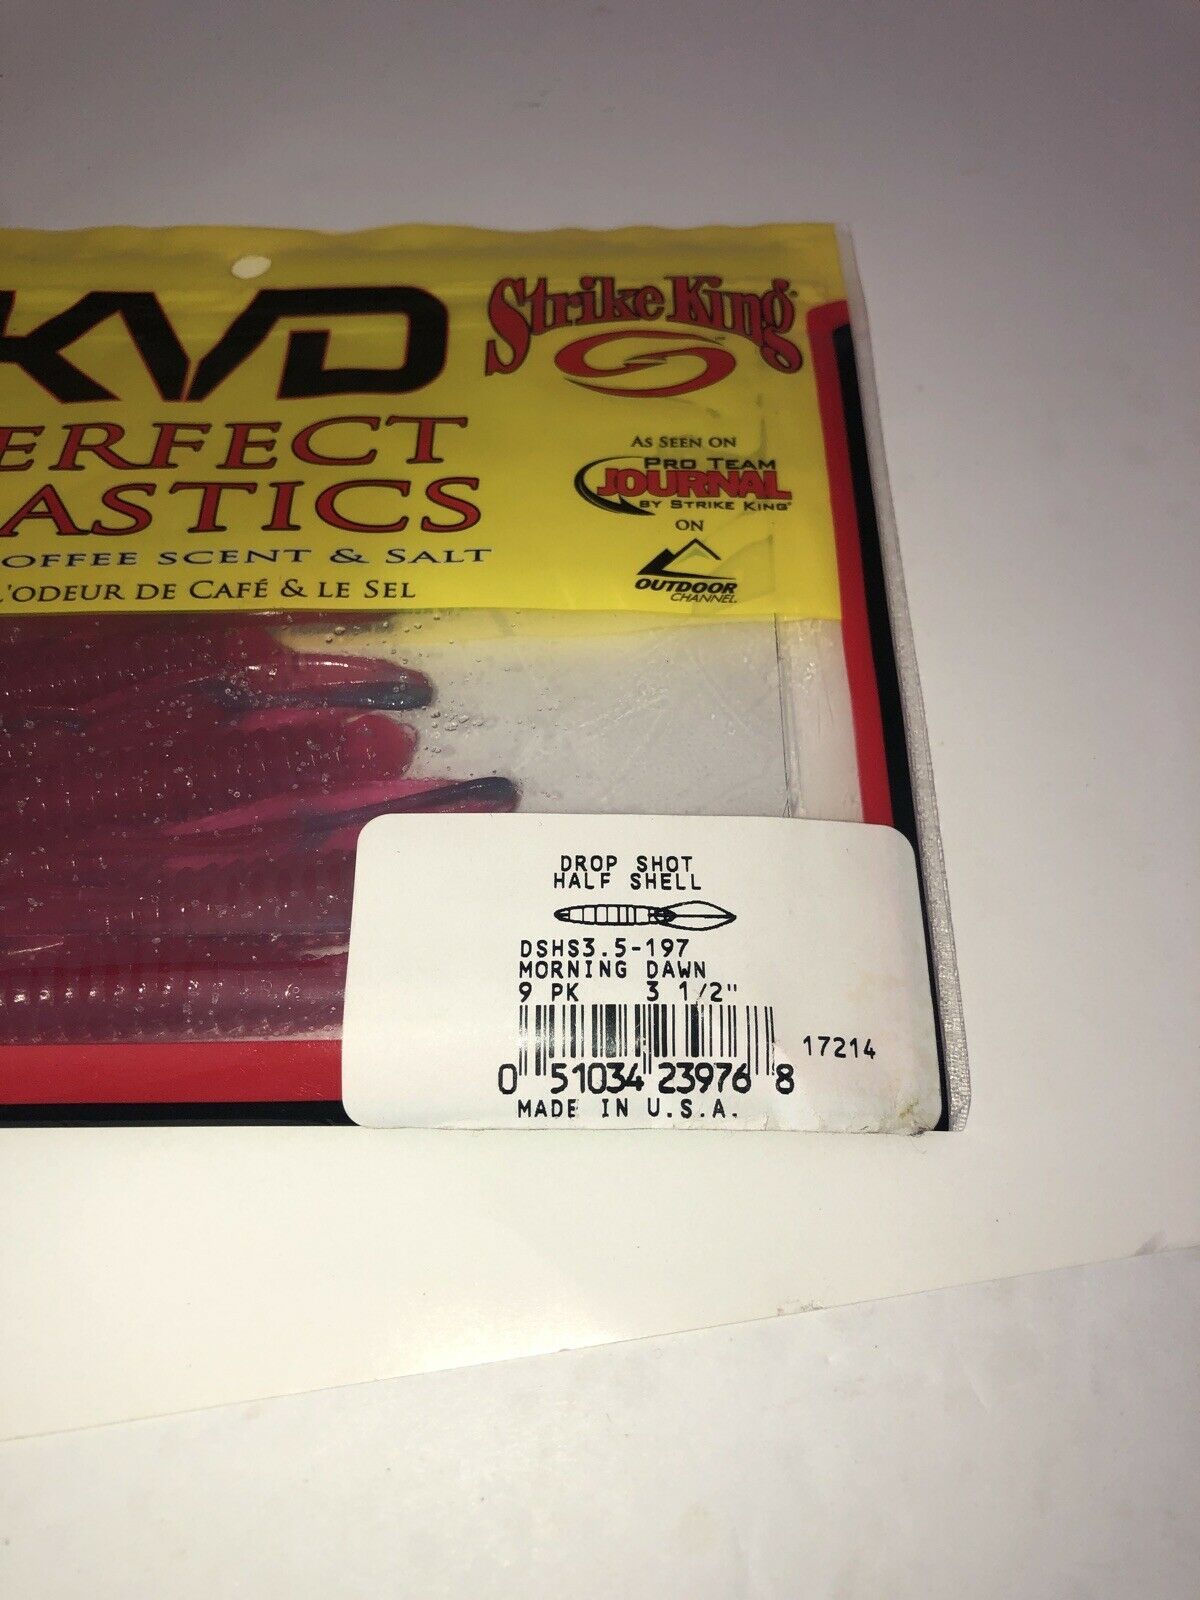 KVD
Strike King
ERFECT
ASTICS
OFFEE SCENT & SALT
L'ODEUR DE CAFÉ & LE SEL
AS SEEN ON
PRO TEAM
JOURNAL
BY STRIKE KING
ON
OUTDOOR
CHANNEL
DROP SHOT
HALF SHELL
DSHS3.5-197
MORNING DAWN
9 PK 3 1/2"
17214
0 51034 23976 8
MADE IN U.S.A.